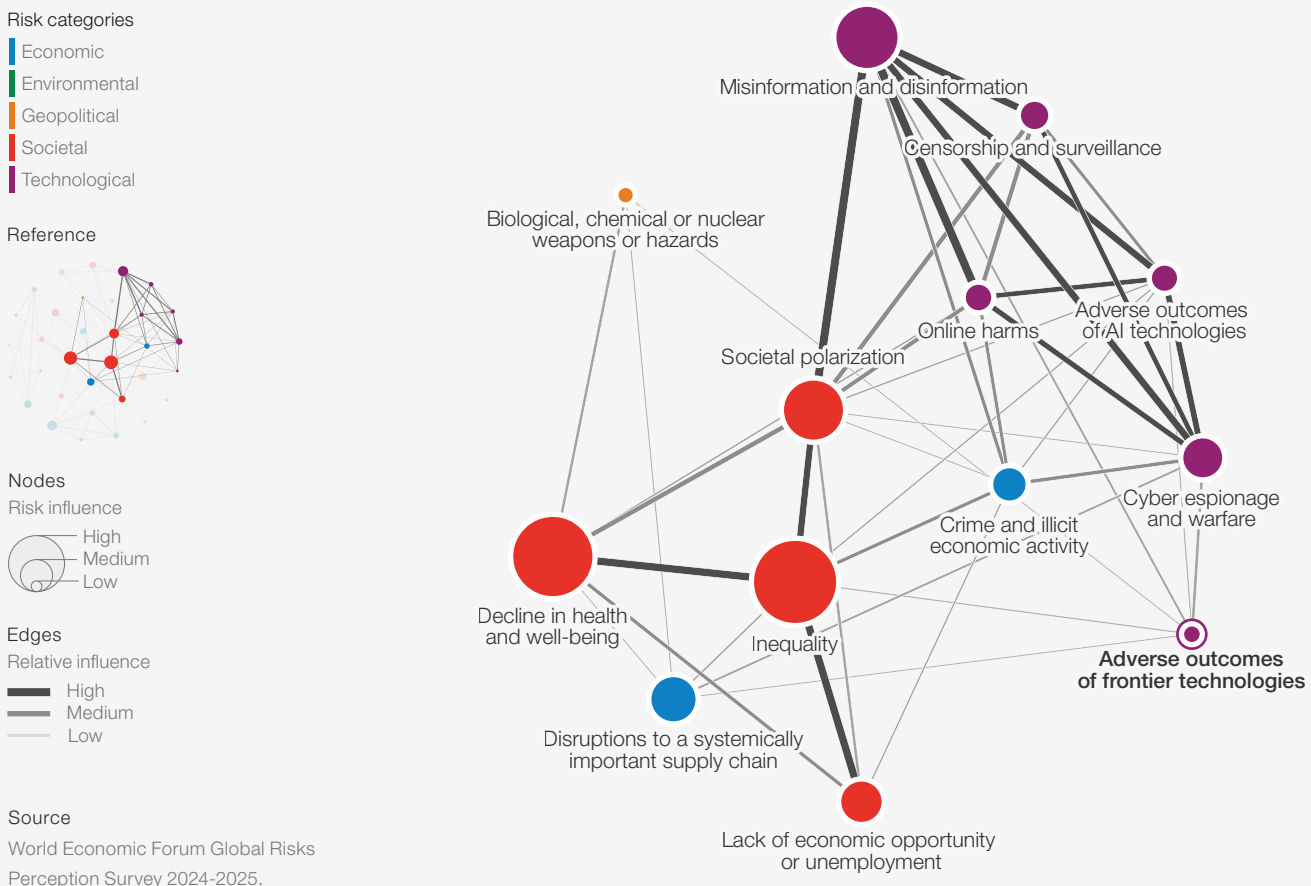 Risk categories
Economic
Environmental
Geopolitical
Societal
Technological
Reference
Nodes
Risk influence
High
Medium
Low
Edges
Relative influence
High
Medium
Low
Source
World Economic Forum Global Risks
Perception Survey 2024-2025.
Misinformation and disinformation
Censorship and surveillance
Biological, chemical or nuclear
weapons or hazards
Adverse outcomes
of AI technologies
Online harms
Societal polarization
Cyber espionage
and warfare
Crime and illicit
economic activity
Decline in health
and well-being
Inequality
Adverse outcomes
of frontier technologies
Disruptions to a systemically
important supply chain
Lack of economic opportunity
or unemployment